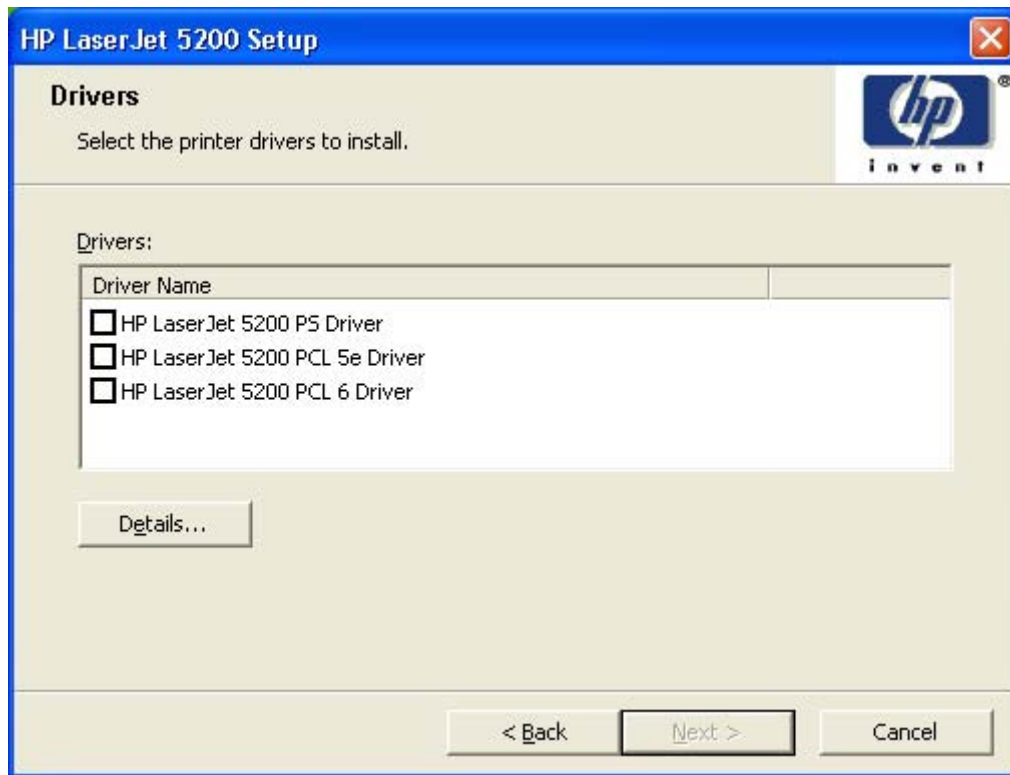 HP LaserJet 5200 Setup
Drivers
Select the printer drivers to install.
hp
®
invent
Drivers:
Driver Name
HP LaserJet 5200 PS Driver
HP LaserJet 5200 PCL 5e Driver
HP LaserJet 5200 PCL 6 Driver
Details...
< Back
Next >
Cancel